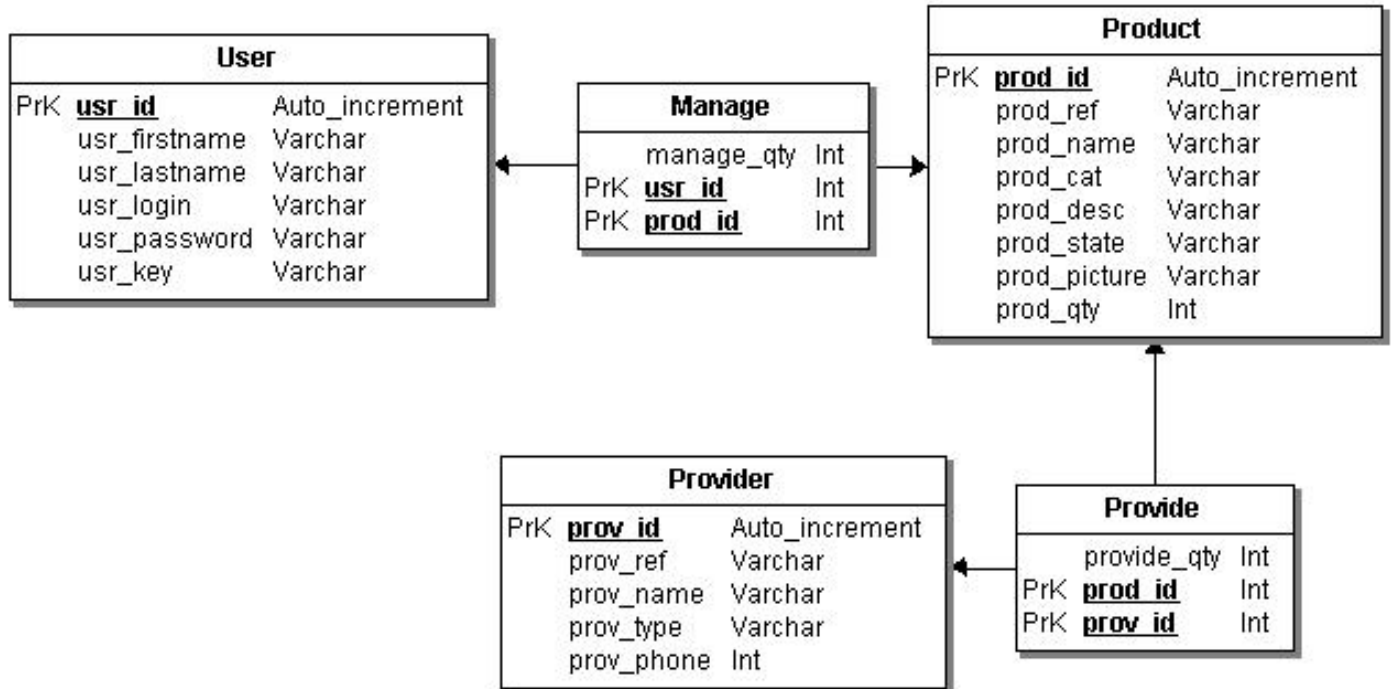 User
PrK usr_id Auto_increment
usr_firstname Varchar
usr_lastname Varchar
usr_login Varchar
usr_password Varchar
usr_key Varchar
Manage
manage_qty Int
PrK usr_id Int
PrK prod_id Int
Product
PrK prod_id Auto_increment
prod_ref Varchar
prod_name Varchar
prod_cat Varchar
prod_desc Varchar
prod_state Varchar
prod_picture Varchar
prod_qty Int
Provider
PrK prov_id Auto_increment
prov_ref Varchar
prov_name Varchar
prov_type Varchar
prov_phone Int
Provide
provide_qty Int
PrK prod_id Int
PrK prov_id Int